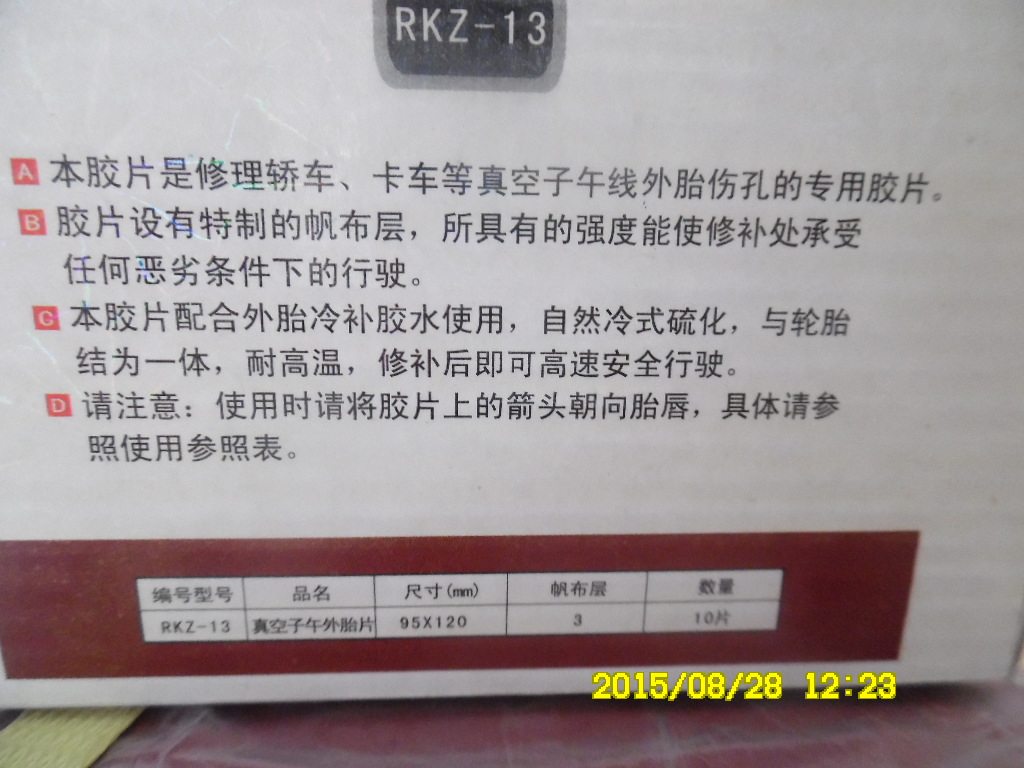 RKZ-13
A 本胶片是修理轿车、卡车等真空子午线外胎伤孔的专用胶片。
B 胶片设有特制的帆布层，所具有的强度能使修补处承受
任何恶劣条件下的行驶。
C 本胶片配合外胎冷补胶水使用，自然冷式硫化，与轮胎
结为一体，耐高温，修补后即可高速安全行驶。
D 请注意：使用时请将胶片上的箭头朝向胎唇，具体请参
照使用参照表。
编号型号 品名 尺寸(mm) 帆布层 数量
RKZ-13 真空子午外胎片 95X120 3 10片
2015/08/28 12:23